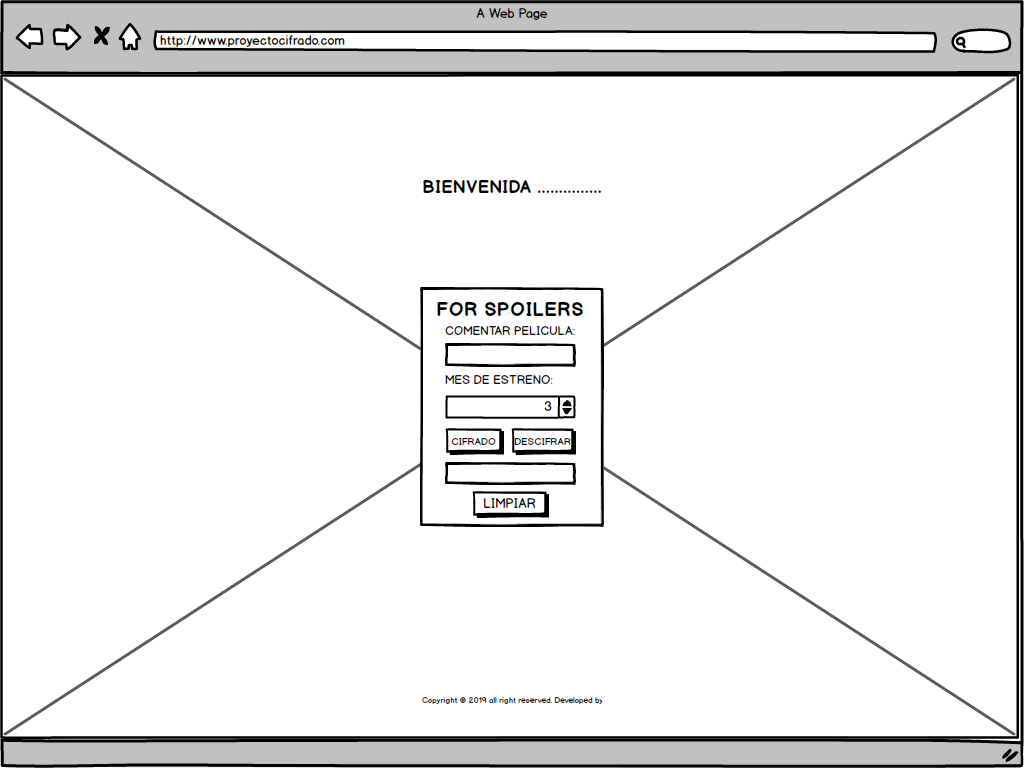 A Web Page
http://www.proyectocifrado.com
BIENVENIDA ...............
FOR SPOILERS
COMENTAR PELICULA:
MES DE ESTRENO:
3
CIFRADO DESCIFRAR
LIMPIAR
Copyright © 2019 all right reserved. Developed by